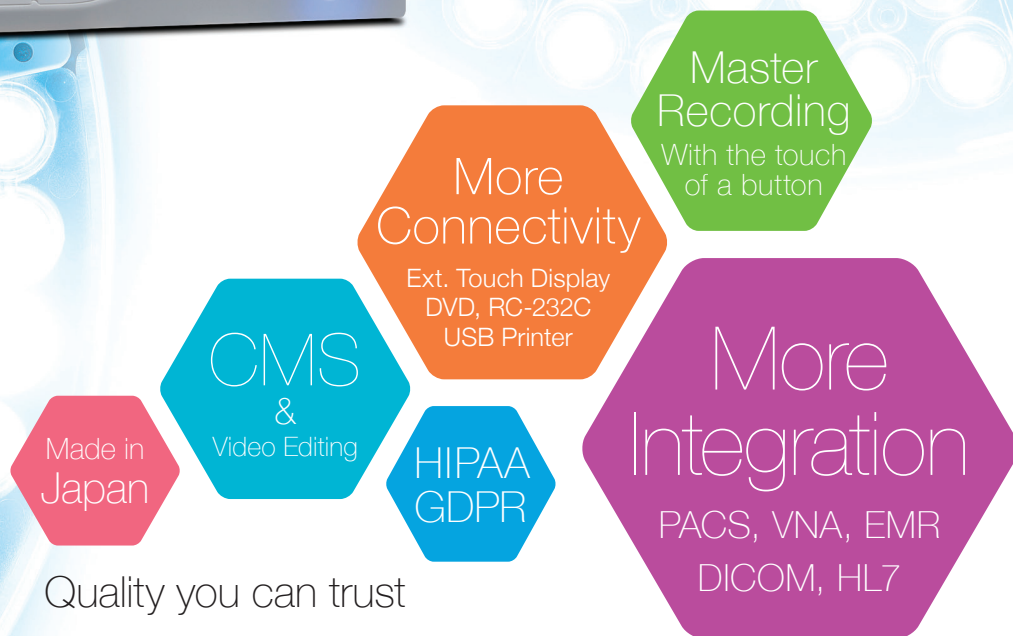 Master
Recording
With the touch
of a button
More
Connectivity
Ext. Touch Display
DVD, RC-232C
USB Printer
More
Integration
PACS, VNA, EMR
DICOM, HL7
CMS
&
Video Editing
HIPAA
GDPR
Made in
Japan
Quality you can trust